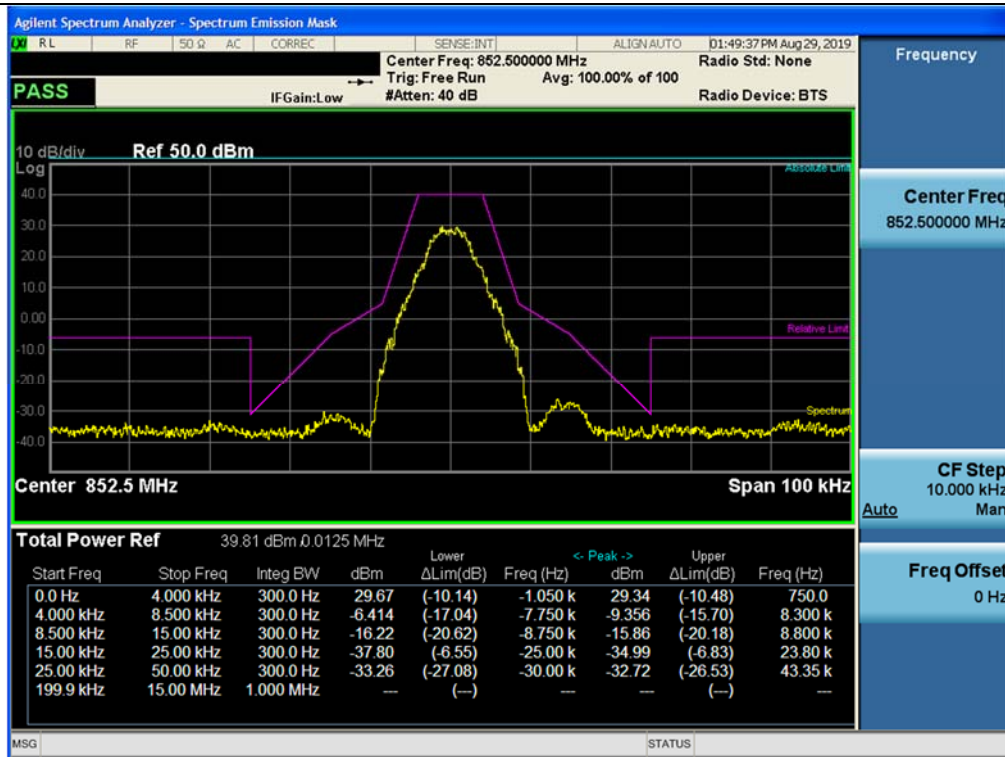 Agilent Spectrum Analyzer - Spectrum Emission Mask
LXI RL RF 50 Ω AC CORREC SENSE:INT ALIGN AUTO 01:49:37 PM Aug 29, 2019
Center Freq: 852.500000 MHz Radio Std: None
Trig: Free Run Avg: 100.00% of 100
PASS IFGain:Low #Atten: 40 dB Radio Device: BTS
10 dB/div Ref 50.0 dBm
Log
Absolute Limit
40.0
30.0
20.0
10.0
0.00
Relative Limit
-10.0
-20.0
-30.0
Spectrum
-40.0
Center 852.5 MHz Span 100 kHz
Total Power Ref 39.81 dBm /0.0125 MHz
Lower <- Peak -> Upper
Start Freq Stop Freq Integ BW dBm ΔLim(dB) Freq (Hz) dBm ΔLim(dB) Freq (Hz)
0.0 Hz 4.000 kHz 300.0 Hz 29.67 (-10.14) -1.050 k 29.34 (-10.48) 750.0
4.000 kHz 8.500 kHz 300.0 Hz -6.414 (-17.04) -7.750 k -9.356 (-15.70) 8.300 k
8.500 kHz 15.00 kHz 300.0 Hz -16.22 (-20.62) -8.750 k -15.86 (-20.18) 8.800 k
15.00 kHz 25.00 kHz 300.0 Hz -37.80 (-6.55) -25.00 k -34.99 (-6.83) 23.80 k
25.00 kHz 50.00 kHz 300.0 Hz -33.26 (-27.08) -30.00 k -32.72 (-26.53) 43.35 k
199.9 kHz 15.00 MHz 1.000 MHz --- (---) --- --- (---) ---
MSG STATUS
Frequency
Center Freq
852.500000 MHz
CF Step
10.000 kHz
Auto Man
Freq Offset
0 Hz